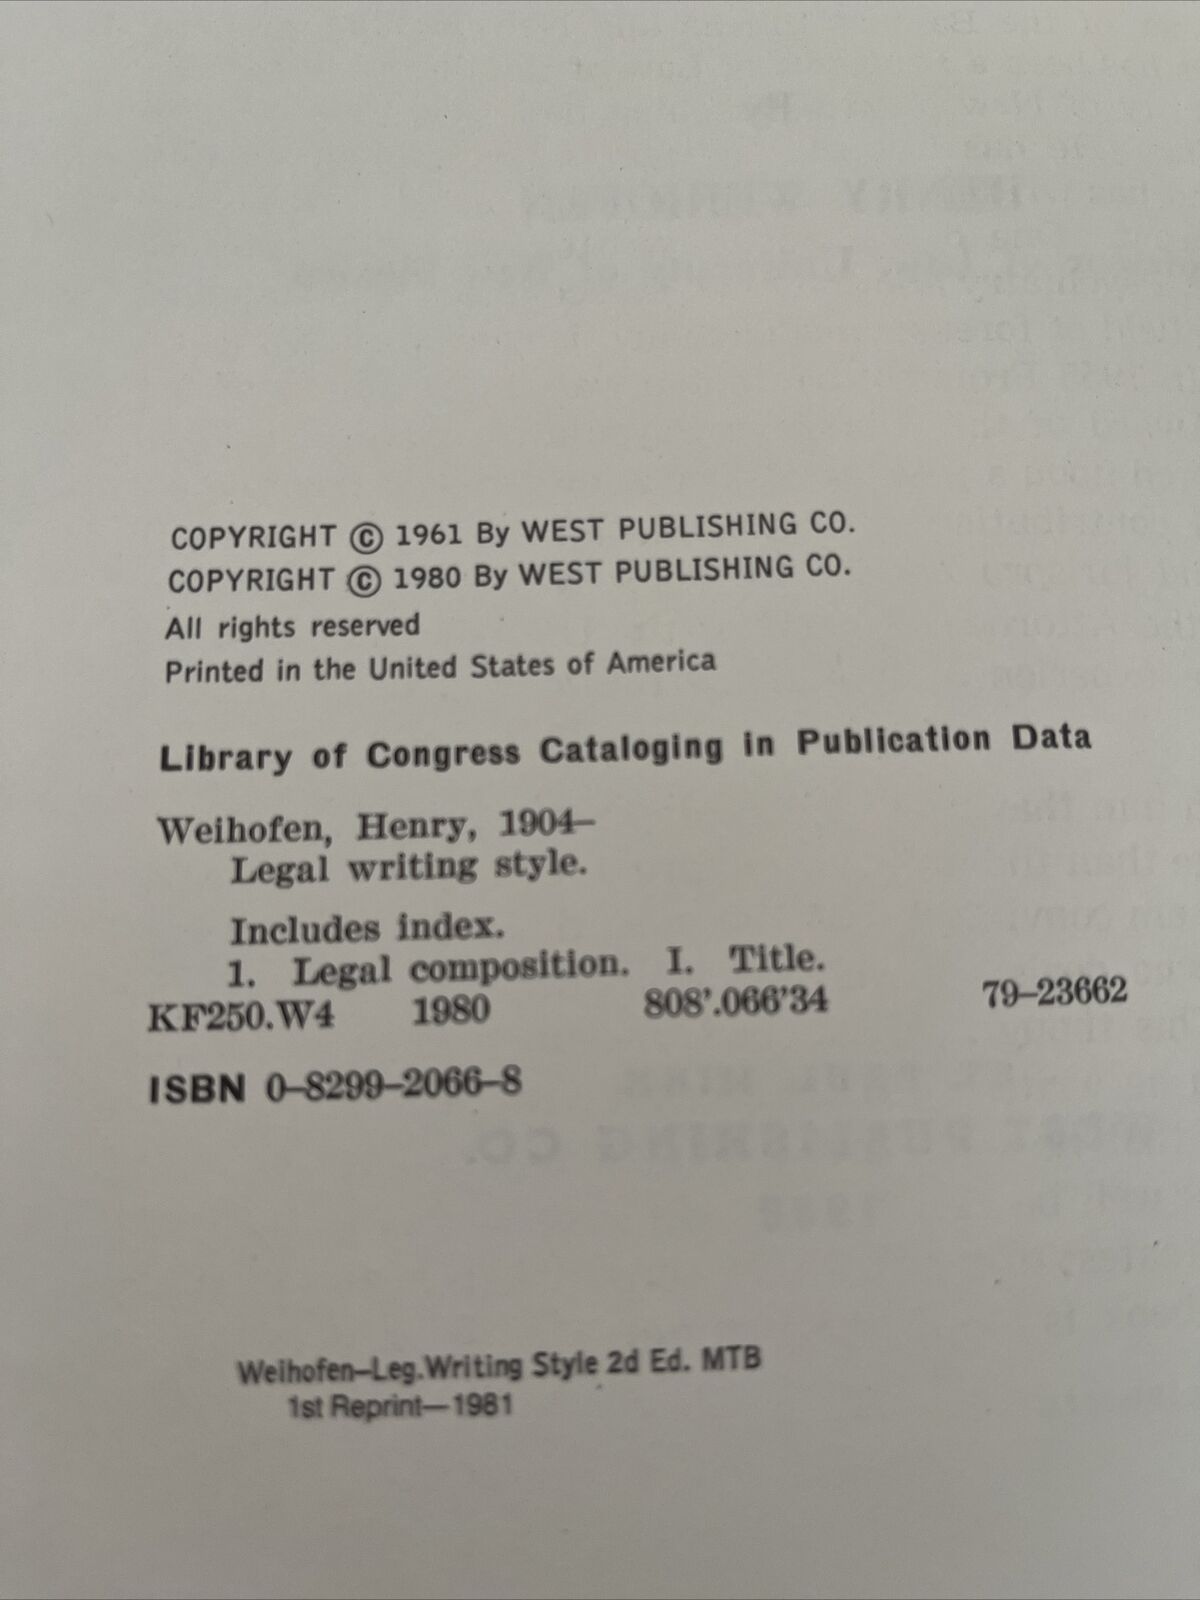 COPYRIGHT © 1961 By WEST PUBLISHING CO.
COPYRIGHT © 1980 By WEST PUBLISHING CO.
All rights reserved
Printed in the United States of America
Library of Congress Cataloging in Publication Data
Weihofen, Henry, 1904–
Legal writing style.
Includes index.
1. Legal composition. I. Title.
KF250.W4 1980 808'.066'34 79–23662
ISBN 0–8299–2066–8
Weihofen–Leg.Writing Style 2d Ed. MTB
1st Reprint—1981